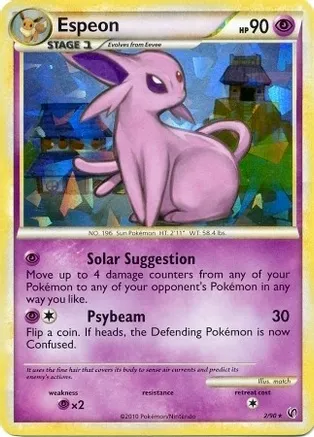 Espeon
HP 90
STAGE 1
Evolves from Eevee
NO. 196 Sun Pokémon HT: 2'11" WT: 58.4 lbs.
Solar Suggestion
Move up to 4 damage counters from any of your
Pokémon to any of your opponent's Pokémon in any
way you like.
Psybeam 30
Flip a coin. If heads, the Defending Pokémon is now
Confused.
It uses the fine hair that covers its body to sense air currents and predict its
enemy's actions.
Illus. match
weakness resistance retreat cost
×2
©2010 Pokémon/Nintendo
2/90 ★